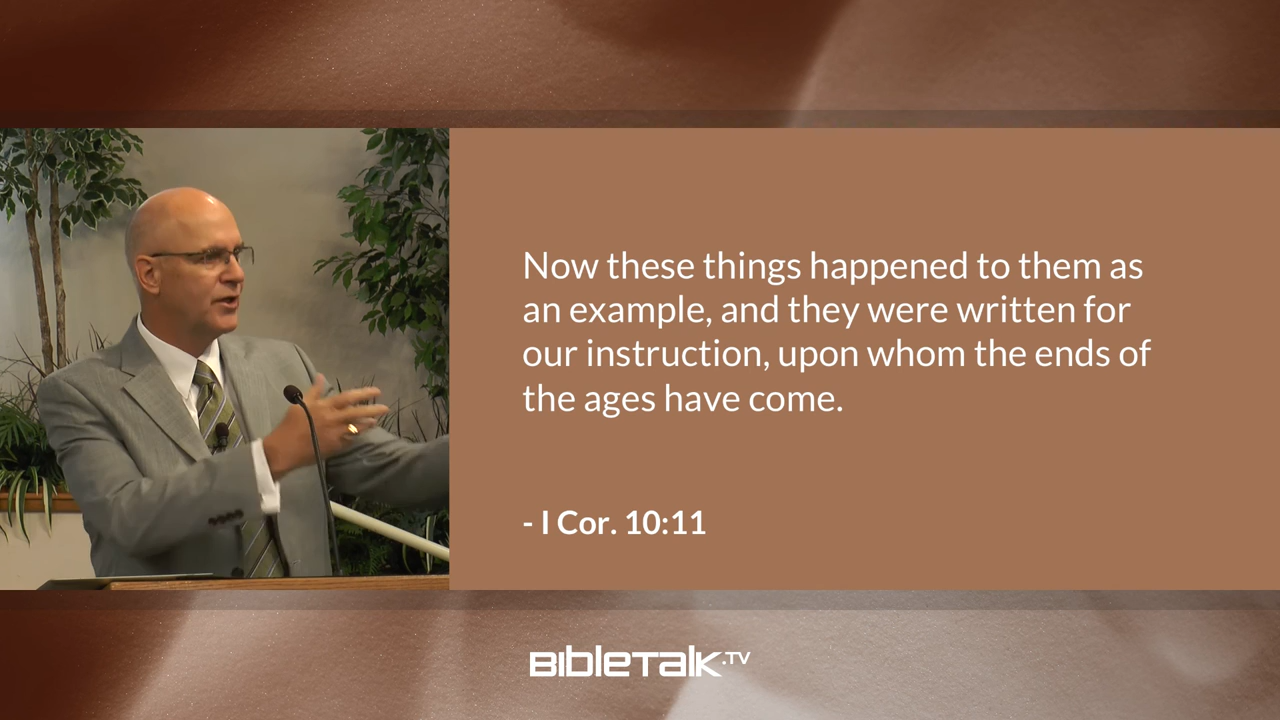 Now these things happened to them as
an example, and they were written for
our instruction, upon whom the ends of
the ages have come.
- I Cor. 10:11
BibleTalk.TV